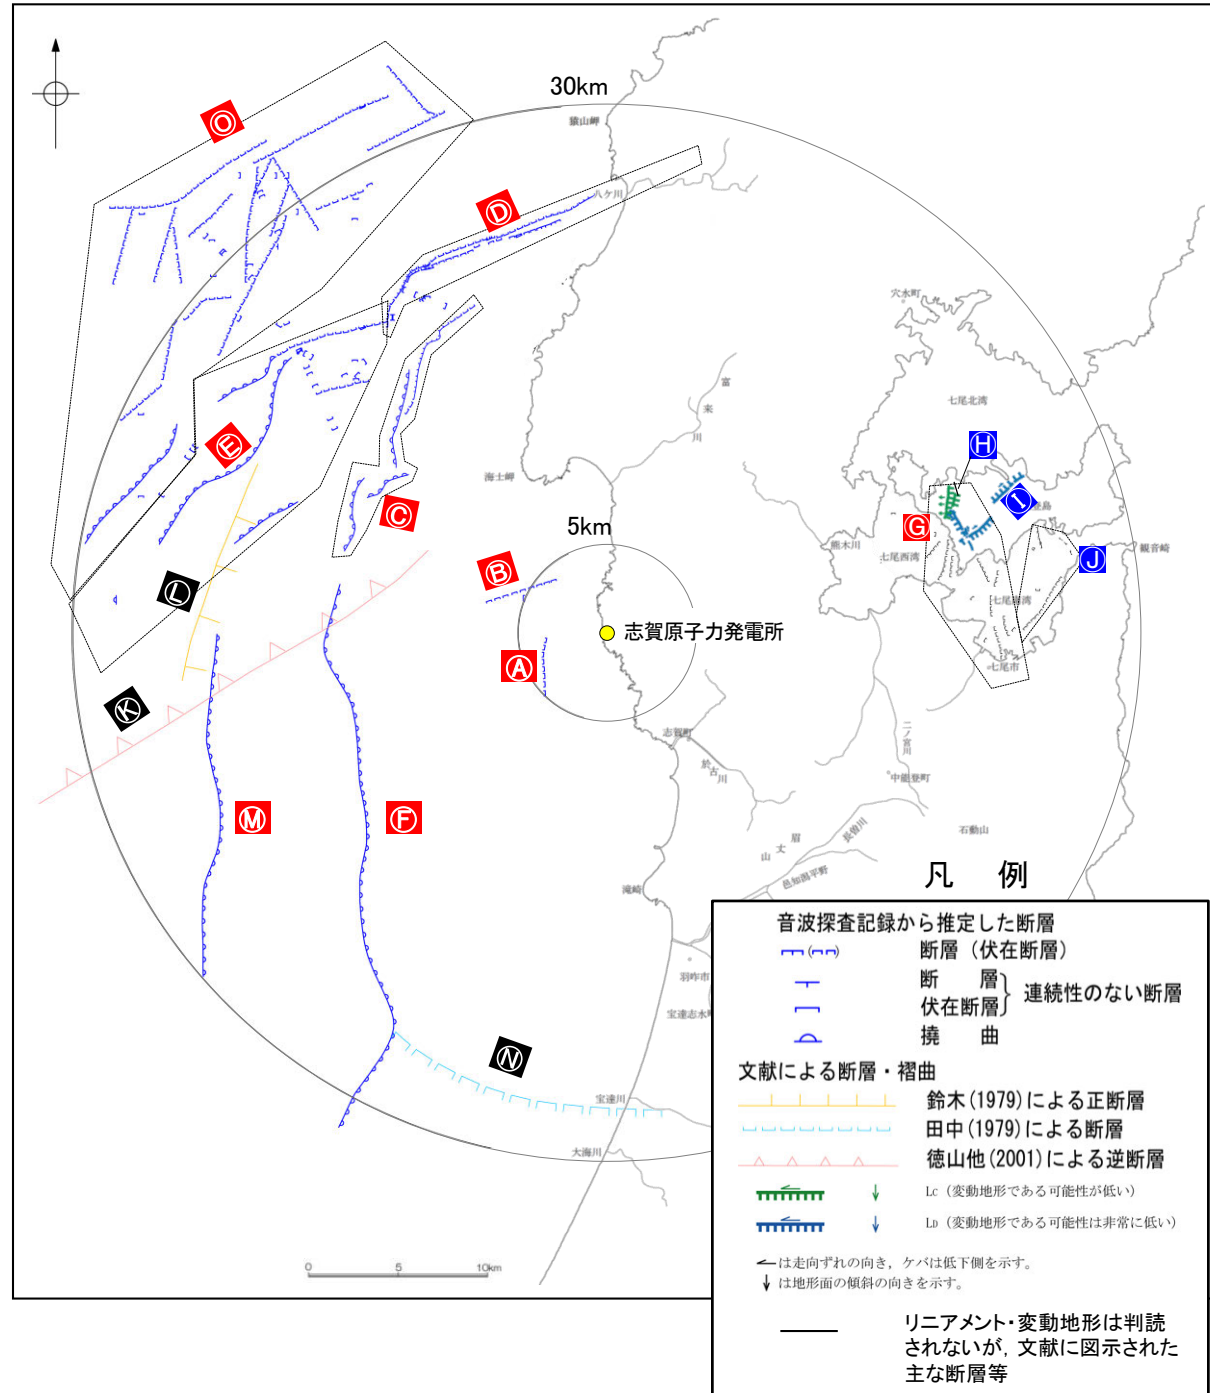 30km
猿山岬
Ⓞ
八ケ川
Ⓓ
穴水町
富
来
川
七尾北湾
Ⓗ
Ⓔ
海士岬
Ⓘ
Ⓒ
5km
Ⓖ
熊木川
七尾西湾
観音崎
Ⓑ
Ⓙ
Ⓛ
七尾南湾
志賀原子力発電所
Ⓐ
七尾市
Ⓚ
志賀町
於古川
二ノ宮川
中能登町
Ⓜ
Ⓕ
石動山
長曽川
眉
丈
山
邑知潟平野
滝崎
凡　例
羽咋市
宝達志水町
Ⓝ
宝達川
大海川
0 5 10km
音波探査記録から推定した断層
断層（伏在断層）
断　層
伏在断層
連続性のない断層
撓　曲
文献による断層・褶曲
鈴木(1979)による正断層
田中(1979)による断層
徳山他(2001)による逆断層
LC（変動地形である可能性が低い）
LD（変動地形である可能性は非常に低い）
は走向ずれの向き，ケバは低下側を示す。
は地形面の傾斜の向きを示す。
リニアメント・変動地形は判読
されないが，文献に図示された
主な断層等